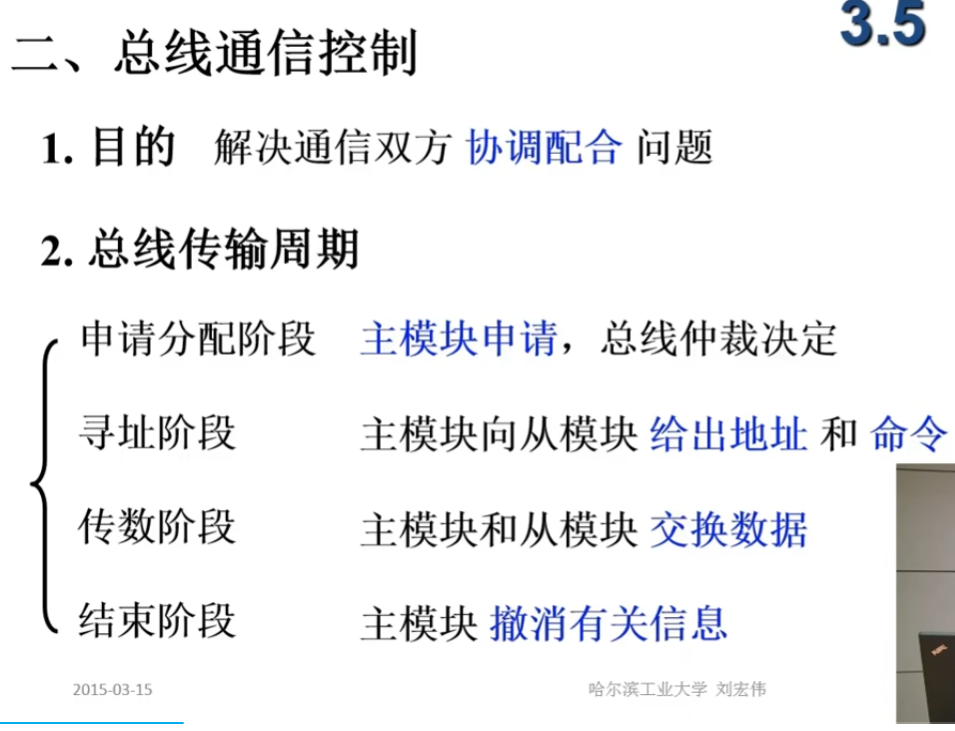 3.5
二、总线通信控制
1. 目的 解决通信双方 协调配合 问题
2. 总线传输周期
申请分配阶段 主模块申请，总线仲裁决定
寻址阶段 主模块向从模块 给出地址 和 命令
传数阶段 主模块和从模块 交换数据
结束阶段 主模块 撤消有关信息
2015-03-15 哈尔滨工业大学 刘宏伟